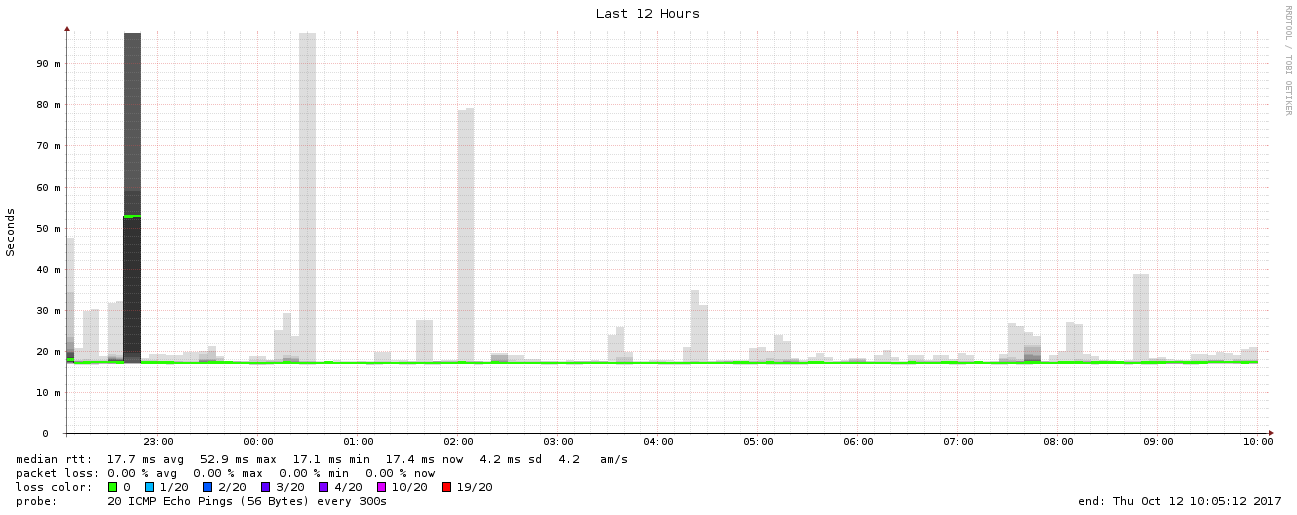 Last 12 Hours
RRDTOOL / TOBI OETIKER
Seconds
90 m
80 m
70 m
60 m
50 m
40 m
30 m
20 m
10 m
0
23:00 00:00 01:00 02:00 03:00 04:00 05:00 06:00 07:00 08:00 09:00 10:00
median rtt: 17.7 ms avg 52.9 ms max 17.1 ms min 17.4 ms now 4.2 ms sd 4.2 am/s
packet loss: 0.00 % avg 0.00 % max 0.00 % min 0.00 % now
loss color: 0 1/20 2/20 3/20 4/20 10/20 19/20
probe: 20 ICMP Echo Pings (56 Bytes) every 300s end: Thu Oct 12 10:05:12 2017